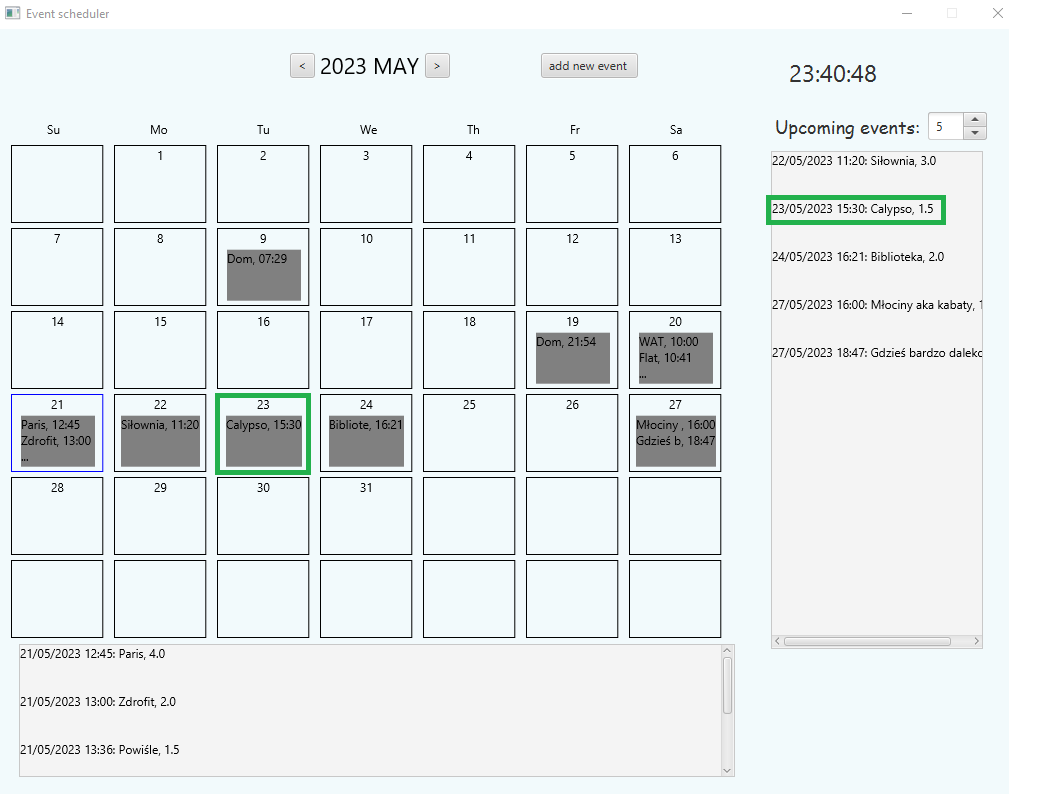 Event scheduler
< 2023 MAY >
add new event
23:40:48
Su Mo Tu We Th Fr Sa
Upcoming events: 5
1 2 3 4 5 6
7 8 9 10 11 12 13
Dom, 07:29
14 15 16 17 18 19 20
Dom, 21:54
WAT, 10:00
Flat, 10:41
...
21 22 23 24 25 26 27
Paris, 12:45
Zdrofit, 13:00
...
Siłownia, 11:20
Calypso, 15:30
Bibliote, 16:21
Młociny , 16:00
Gdzieś b, 18:47
28 29 30 31
22/05/2023 11:20: Siłownia, 3.0
23/05/2023 15:30: Calypso, 1.5
24/05/2023 16:21: Biblioteka, 2.0
27/05/2023 16:00: Młociny aka kabaty, 1
27/05/2023 18:47: Gdzieś bardzo daleko
21/05/2023 12:45: Paris, 4.0
21/05/2023 13:00: Zdrofit, 2.0
21/05/2023 13:36: Powiśle, 1.5